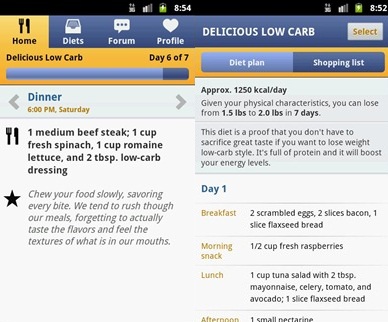 8:54
Home
Diets
Forum
Profile
Delicious Low Carb
Day 6 of 7
Dinner
6:00 PM, Saturday
1 medium beef steak; 1 cup
fresh spinach, 1 cup romaine
lettuce, and 2 tbsp. low-carb
dressing
Chew your food slowly, savoring
every bite. We tend to rush though
our meals, forgetting to actually
taste the flavors and feel the
textures of what is in our mouths.
8:52
DELICIOUS LOW CARB
Select
Diet plan
Shopping list
Approx. 1250 kcal/day
Given your physical characteristics, you can lose
from 1.5 lbs to 2.0 lbs in 7 days.
This diet is a proof that you don't have to
sacrifice great taste if you want to lose weight
low-carb style. It's full of protein and it will boost
your energy levels.
Day 1
Breakfast
2 scrambled eggs, 2 slices bacon, 1
slice flaxseed bread
Morning
snack
1/2 cup fresh raspberries
Lunch
1 cup tuna salad with 2 tbsp.
mayonnaise, celery, tomato, and
avocado; 1 slice flaxseed bread
Afternoon
1 small nectarine